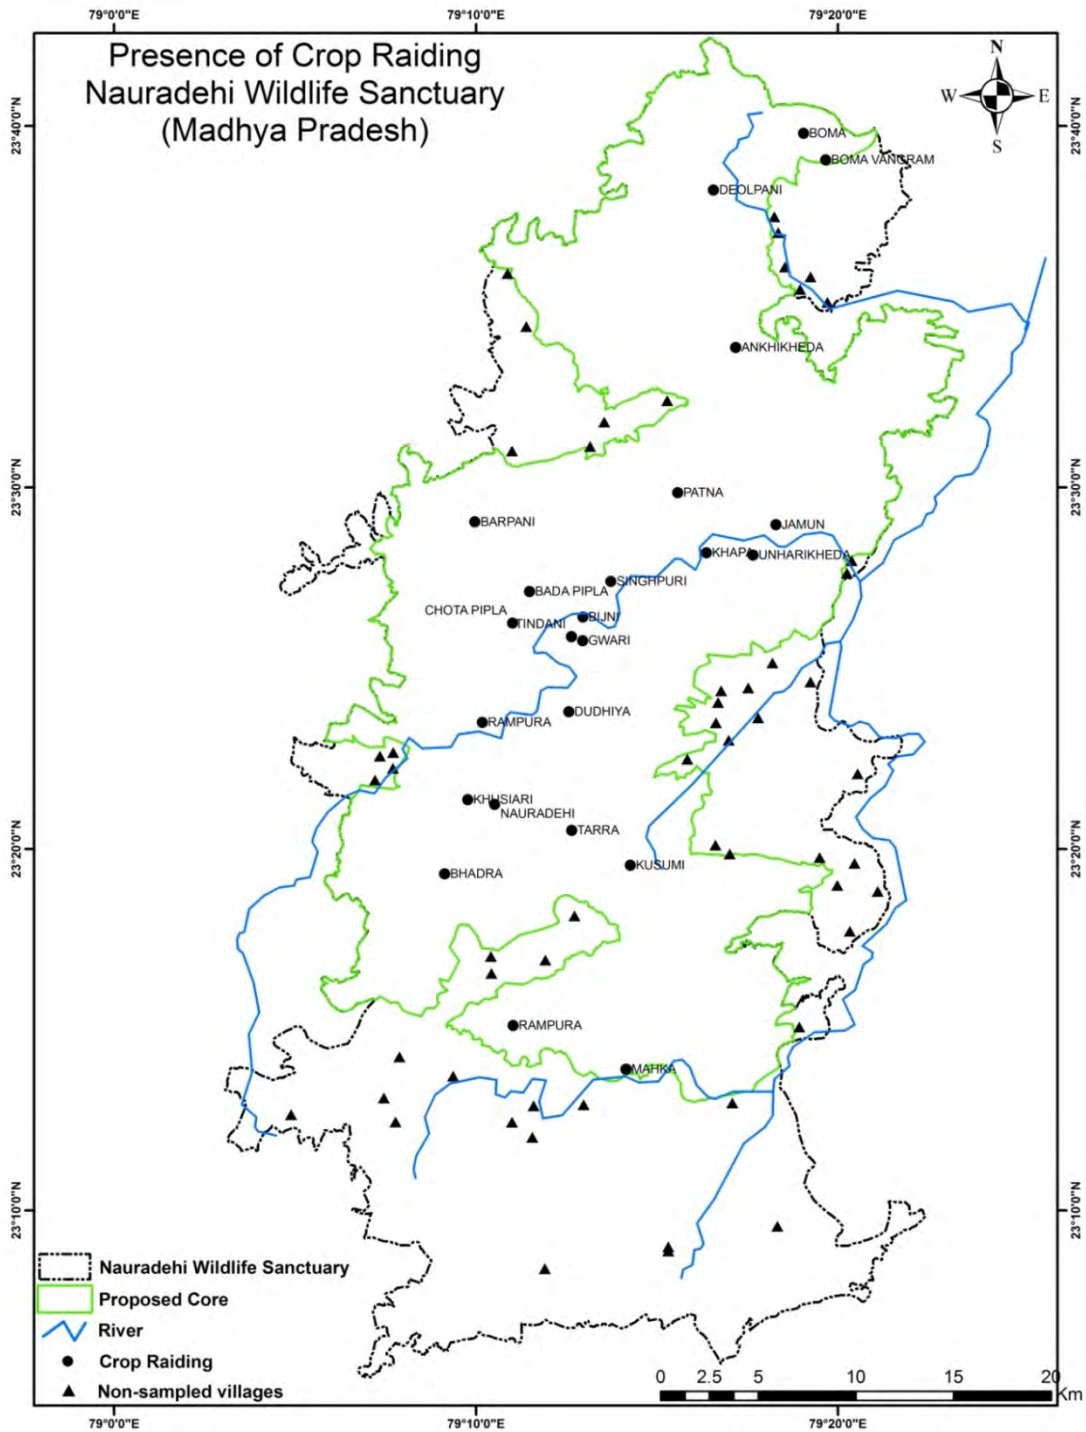 79°0'0"E 79°10'0"E 79°20'0"E
Presence of Crop Raiding
Nauradehi Wildlife Sanctuary
(Madhya Pradesh)
N
W E
S
23°40'0"N 23°40'0"N
BOMA
BOMA VANGRAM
DEOLPANI
ANKHIKHEDA
23°30'0"N 23°30'0"N
PATNA
BARPANI
JAMUN
KHAPA
UNHARIKHEDA
SINGHPURI
BADA PIPLA
CHOTA PIPLA
BIJNI
TINDANI
GWARI
DUDHIYA
RAMPURA
KHUSIARI
NAURADEHI
TARRA
23°20'0"N 23°20'0"N
KUSUMI
BHADRA
RAMPURA
MAHKA
23°10'0"N 23°10'0"N
Nauradehi Wildlife Sanctuary
Proposed Core
River
Crop Raiding
Non-sampled villages
0 2.5 5 10 15 20
Km
79°0'0"E 79°10'0"E 79°20'0"E